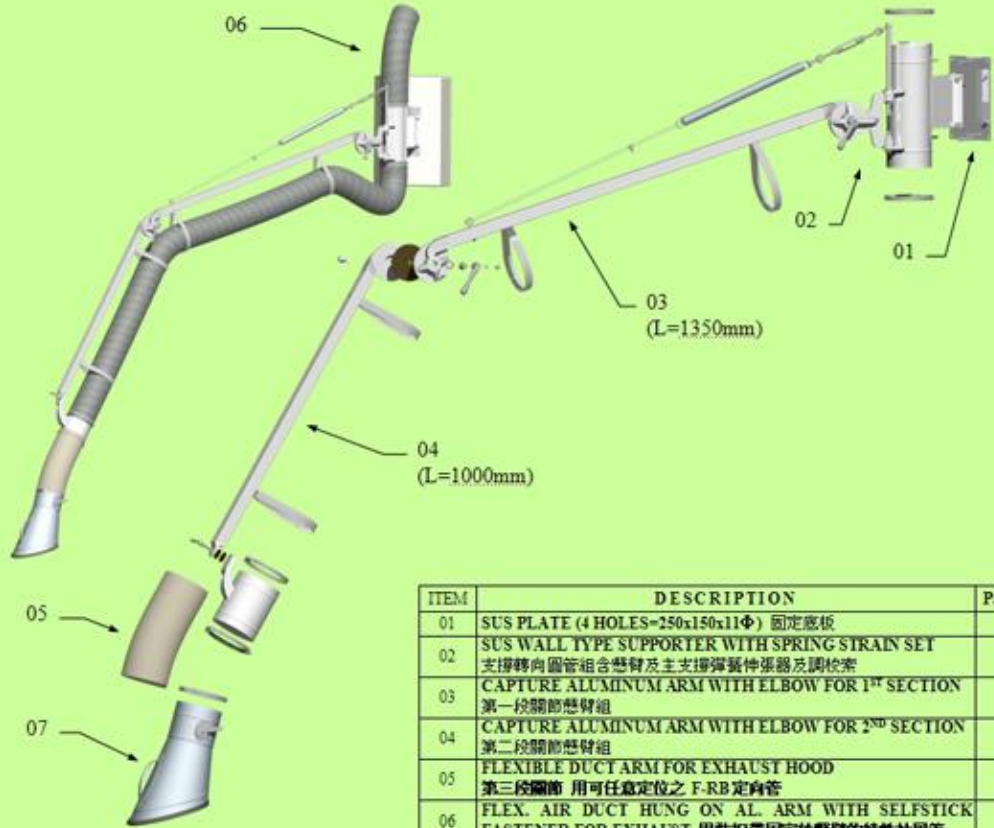 06
02
01
03
(L=1350mm)
04
(L=1000mm)
05
07
ITEM DESCRIPTION
01 SUS PLATE (4 HOLES=250x150x11Φ) 固定底板
02 SUS WALL TYPE SUPPORTER WITH SPRING STRAIN SET
支撐轉向圓管組含懸臂及主支撐彈簧伸張器及調校索
03 CAPTURE ALUMINUM ARM WITH ELBOW FOR 1ST SECTION
第一段關節懸臂組
04 CAPTURE ALUMINUM ARM WITH ELBOW FOR 2ND SECTION
第二段關節懸臂組
05 FLEXIBLE DUCT ARM FOR EXHAUST HOOD
第三段關節 用可任意定位之 F-RB定向管
06 FLEX. AIR DUCT HUNG ON AL. ARM WITH SELFSTICK
FASTENER FOR EXHAUST